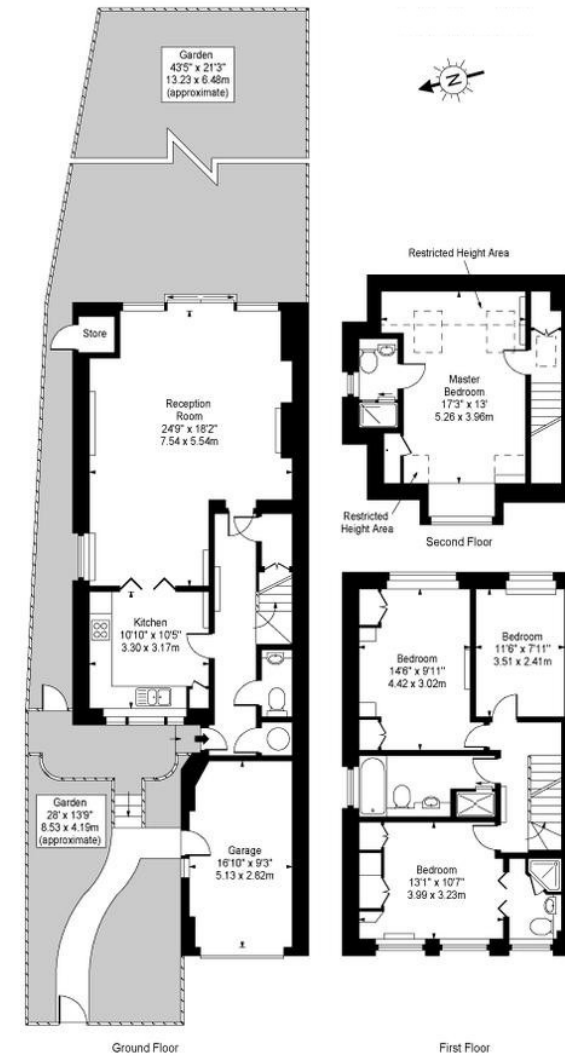 Garden
43'5" x 21'3"
13.23 x 6.48m
(approximate)
N
Restricted Height Area
Store
Master
Bedroom
17'3" x 13'
5.26 x 3.96m
Reception
Room
24'9" x 18'2"
7.54 x 5.54m
Restricted
Height Area
Second Floor
Kitchen
10'10" x 10'5"
3.30 x 3.17m
Bedroom
11'6" x 7'11"
3.51 x 2.41m
Bedroom
14'6" x 9'11"
4.42 x 3.02m
Garden
28' x 13'9"
8.53 x 4.19m
(approximate)
Garage
16'10" x 9'3"
5.13 x 2.82m
Bedroom
13'1" x 10'7"
3.99 x 3.23m
Ground Floor
First Floor